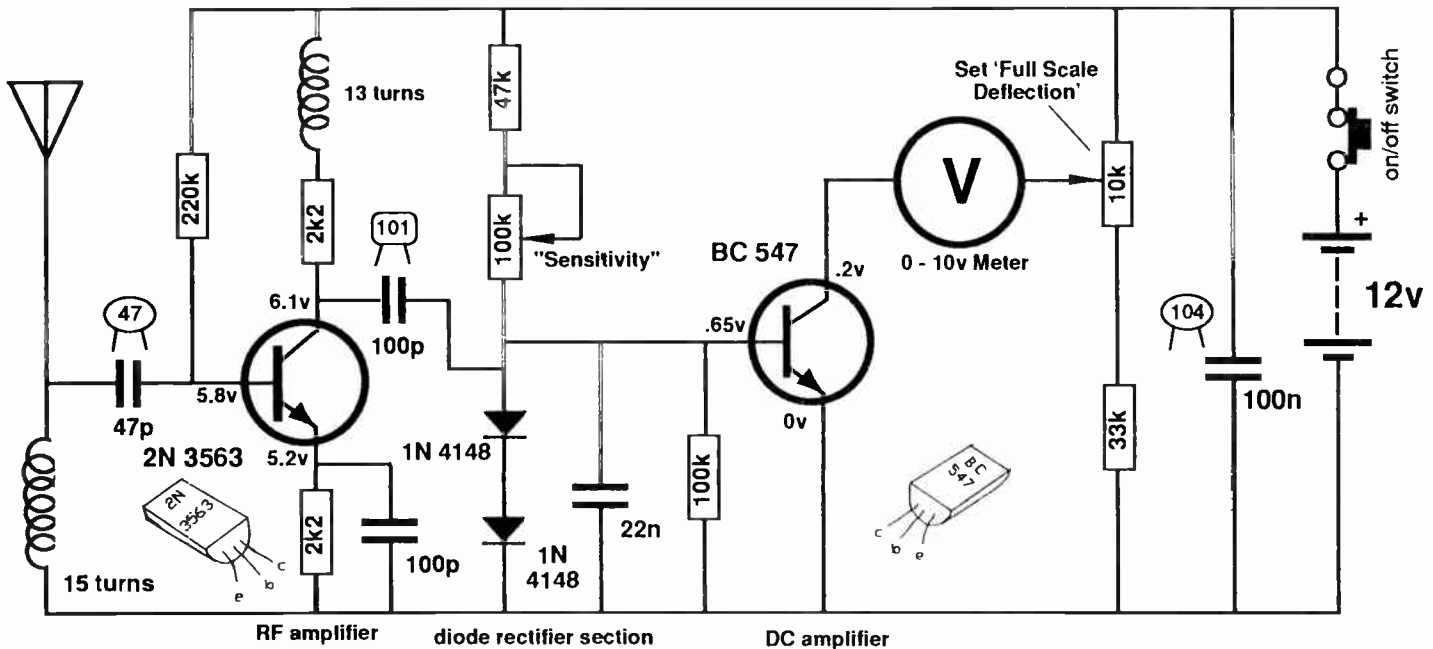 13 turns
220k
2k2
101
47k
100k
"Sensitivity"
Set 'Full Scale
Deflection'
V
0 - 10v Meter
10k
on/off switch
+
12v
47
47p
5.8v
6.1v
100p
2N 3563
5.2v
2N
3563
c
b
e
2k2
100p
15 turns
1N 4148
1N
4148
22n
100k
BC 547
.2v
.65v
0v
BC
547
c
b
e
33k
104
100n
RF amplifier
diode rectifier section
DC amplifier